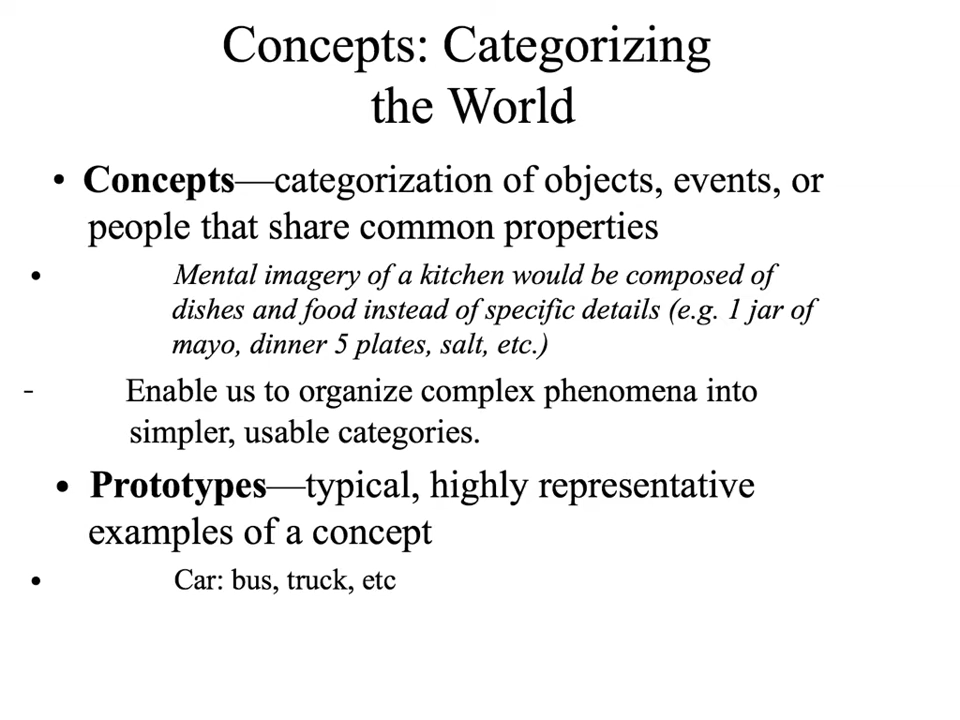 Concepts: Categorizing
the World
• Concepts—categorization of objects, events, or
people that share common properties
• Mental imagery of a kitchen would be composed of
dishes and food instead of specific details (e.g. 1 jar of
mayo, dinner 5 plates, salt, etc.)
- Enable us to organize complex phenomena into
simpler, usable categories.
• Prototypes—typical, highly representative
examples of a concept
• Car: bus, truck, etc